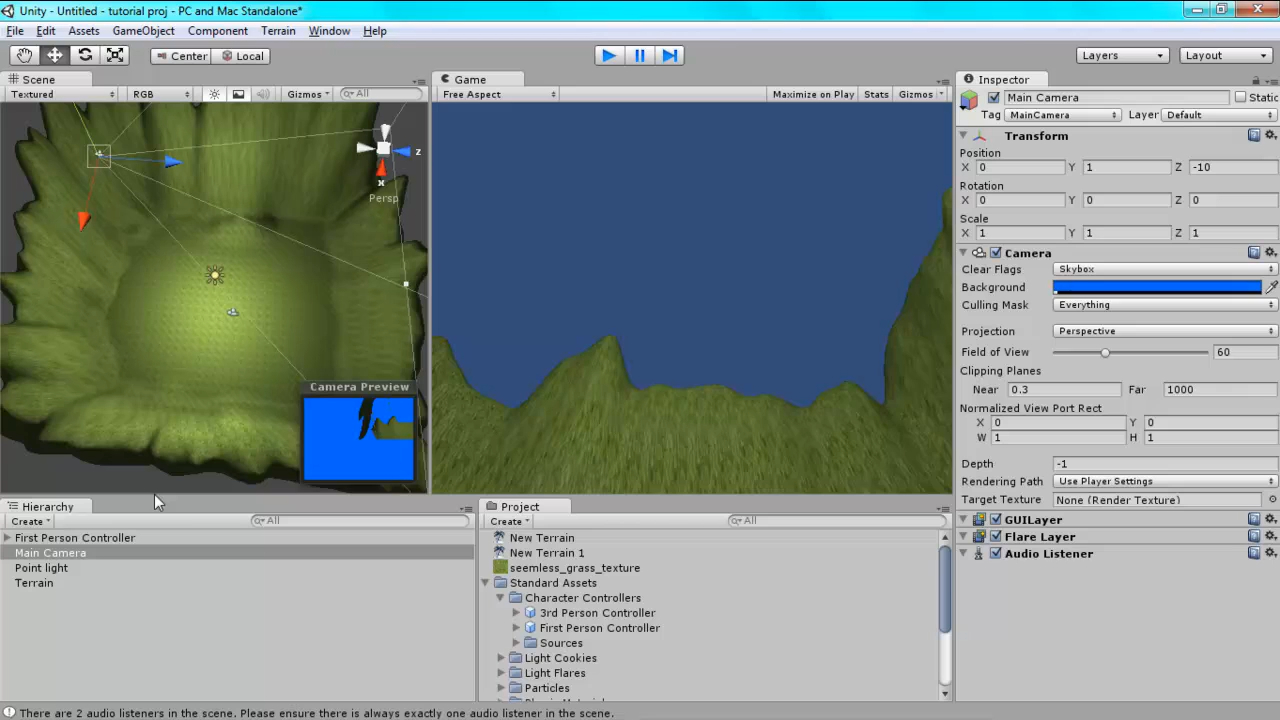 Unity - Untitled - tutorial proj - PC and Mac Standalone*
File Edit Assets GameObject Component Terrain Window Help
Center Local Layers Layout
Scene
Textured RGB Gizmos All
z
x
Persp
Camera Preview
Game
Free Aspect Maximize on Play Stats Gizmos
Inspector
Main Camera Static
Tag MainCamera Layer Default
Transform
Position
X 0 Y 1 Z -10
Rotation
X 0 Y 0 Z 0
Scale
X 1 Y 1 Z 1
Camera
Clear Flags Skybox
Background
Culling Mask Everything
Projection Perspective
Field of View 60
Clipping Planes
Near 0.3 Far 1000
Normalized View Port Rect
X 0 Y 0
W 1 H 1
Depth -1
Rendering Path Use Player Settings
Target Texture None (Render Texture)
GUILayer
Flare Layer
Audio Listener
Hierarchy
Create All
First Person Controller
Main Camera
Point light
Terrain
Project
Create All
New Terrain
New Terrain 1
seemless_grass_texture
Standard Assets
Character Controllers
3rd Person Controller
First Person Controller
Sources
Light Cookies
Light Flares
Particles
There are 2 audio listeners in the scene. Please ensure there is always exactly one audio listener in the scene.